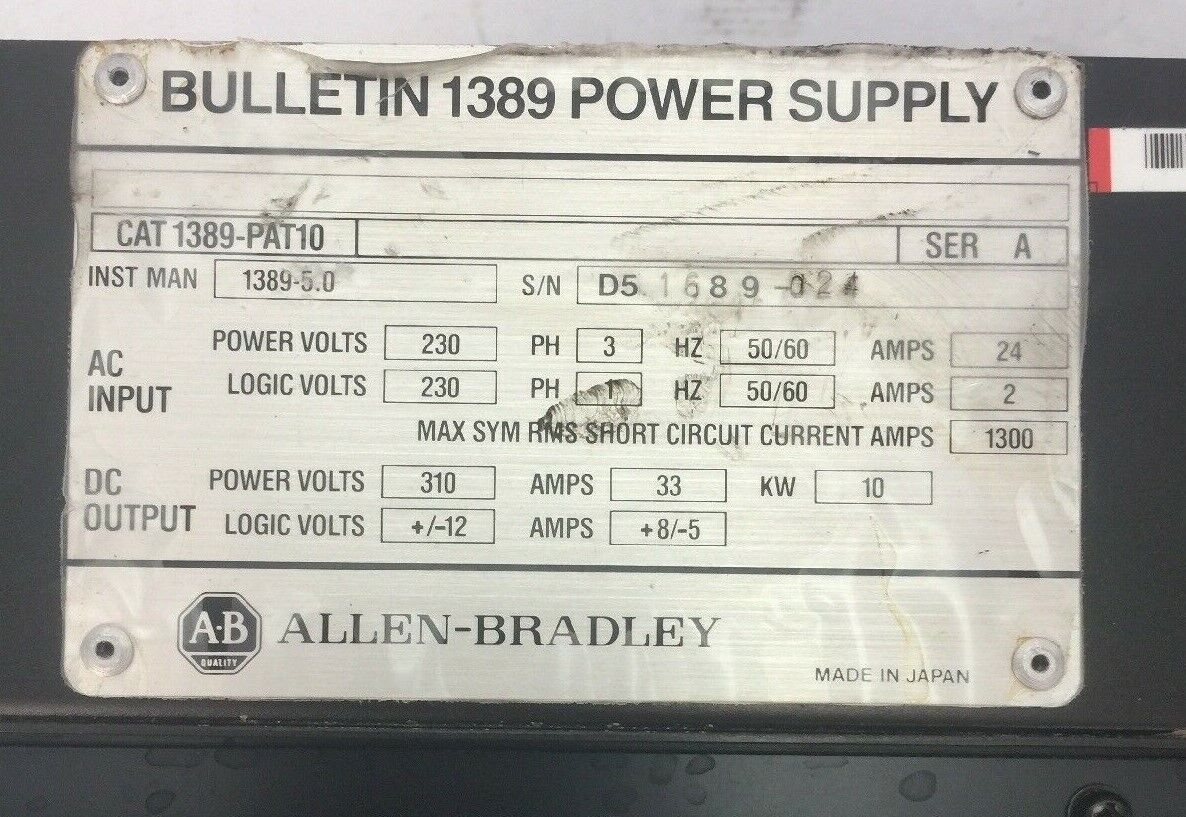 BULLETIN 1389 POWER SUPPLY
CAT 1389-PAT10 SER A
INST MAN 1389-5.0 S/N D5 1689-024
AC INPUT
POWER VOLTS 230 PH 3 HZ 50/60 AMPS 24
LOGIC VOLTS 230 PH 1 HZ 50/60 AMPS 2
MAX SYM RMS SHORT CIRCUIT CURRENT AMPS 1300
DC OUTPUT
POWER VOLTS 310 AMPS 33 KW 10
LOGIC VOLTS +/-12 AMPS +8/-5
A·B
QUALITY
ALLEN-BRADLEY
MADE IN JAPAN